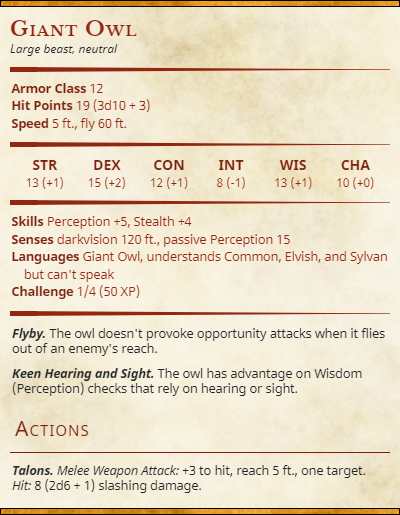 Giant Owl
Large beast, neutral
Armor Class 12
Hit Points 19 (3d10 + 3)
Speed 5 ft., fly 60 ft.
STR DEX CON INT WIS CHA
13 (+1) 15 (+2) 12 (+1) 8 (-1) 13 (+1) 10 (+0)
Skills Perception +5, Stealth +4
Senses darkvision 120 ft., passive Perception 15
Languages Giant Owl, understands Common, Elvish, and Sylvan
but can't speak
Challenge 1/4 (50 XP)
Flyby. The owl doesn't provoke opportunity attacks when it flies
out of an enemy's reach.
Keen Hearing and Sight. The owl has advantage on Wisdom
(Perception) checks that rely on hearing or sight.
Actions
Talons. Melee Weapon Attack: +3 to hit, reach 5 ft., one target.
Hit: 8 (2d6 + 1) slashing damage.